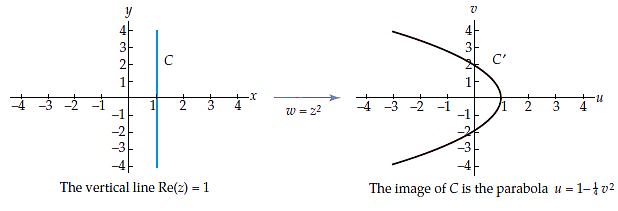 y
4
3
2
1
C
-4 -3 -2 -1 1 2 3 4 x
-1
-2
-3
-4
The vertical line Re(z) = 1
w = z²
v
4
3
2
1
C′
-4 -3 -2 -1 1 2 3 4 u
-1
-2
-3
-4
The image of C is the parabola u = 1–¼v²